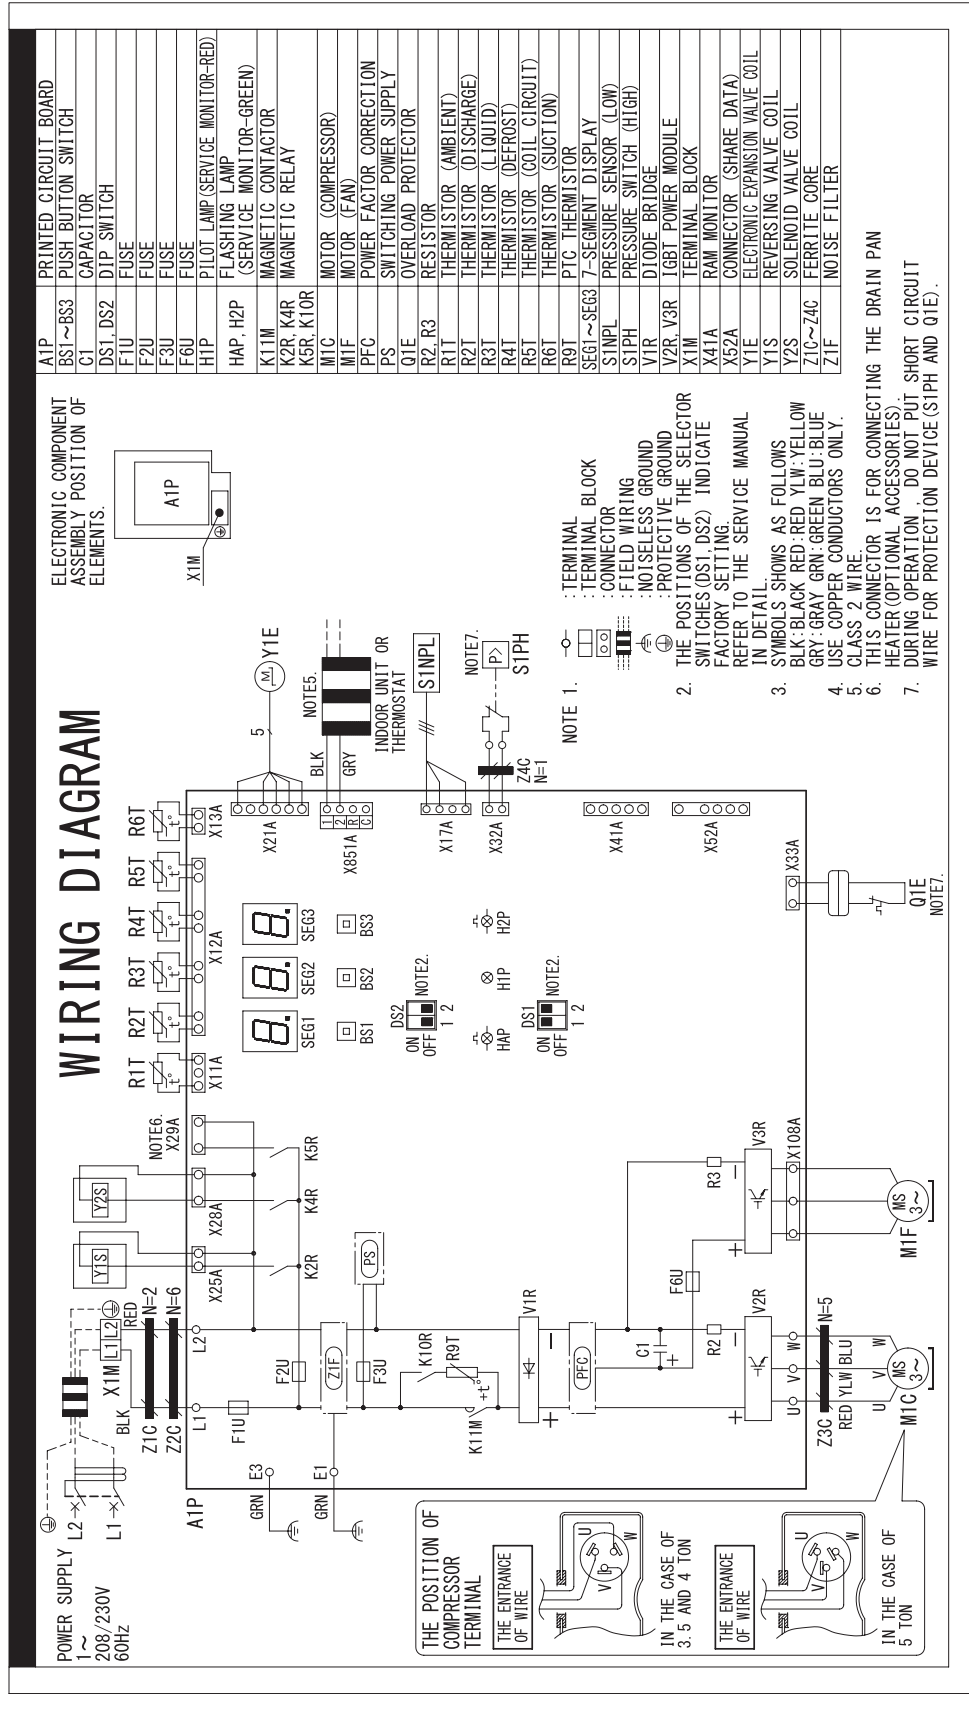 WIRING DIAGRAM
POWER SUPPLY
1~
208/230V
60Hz
L2
L1
X1M
L1 L2
BLK
RED
Z1C
N=2
Z2C
N=6
L1
L2
A1P
F1U
GRN
E3
GRN
E1
F2U
Z1F
F3U
PS
K10R
R9T
+t°
K11M
V1R
+
−
PFC
C1
+
R2
−
+
V2R
U
V
W
Z3C
N=5
RED
YLW
BLU
U
V
W
MS
3~
M1C
Y1S
Y2S
X25A
X28A
NOTE6.
X29A
K2R
K4R
K5R
F6U
R3
−
+
V3R
X108A
MS
3~
M1F
R1T
R2T
R3T
R4T
R5T
R6T
t°
t°
t°
t°
t°
t°
X11A
X12A
X13A
SEG1
SEG2
SEG3
BS1
BS2
BS3
DS2
ON
OFF
1 2
NOTE2.
HAP
H1P
H2P
DS1
ON
OFF
1 2
NOTE2.
X21A
5
M
Y1E
X851A
1
2
R
C
BLK
GRY
NOTE5.
INDOOR UNIT OR
THERMOSTAT
X17A
S1NPL
X32A
Z4C
N=1
NOTE7.
P>
S1PH
X41A
X52A
X33A
Q1E
NOTE7.
THE POSITION OF
COMPRESSOR
TERMINAL
THE ENTRANCE
OF WIRE
U
V
W
IN THE CASE OF
3.5 AND 4 TON
THE ENTRANCE
OF WIRE
U
V
W
IN THE CASE OF
5 TON
ELECTRONIC COMPONENT
ASSEMBLY POSITION OF
ELEMENTS.
A1P
X1M
NOTE 1.
:TERMINAL
:TERMINAL BLOCK
:CONNECTOR
:FIELD WIRING
:NOISELESS GROUND
:PROTECTIVE GROUND
2. THE POSITIONS OF THE SELECTOR
SWITCHES(DS1,DS2) INDICATE
FACTORY SETTING.
REFER TO THE SERVICE MANUAL
IN DETAIL.
3. SYMBOLS SHOWS AS FOLLOWS
BLK:BLACK RED:RED YLW:YELLOW
GRY:GRAY GRN:GREEN BLU:BLUE
4. USE COPPER CONDUCTORS ONLY.
5. CLASS 2 WIRE.
6. THIS CONNECTOR IS FOR CONNECTING THE DRAIN PAN
HEATER(OPTIONAL ACCESSORIES).
7. DURING OPERATION , DO NOT PUT SHORT CIRCUIT
WIRE FOR PROTECTION DEVICE(S1PH AND Q1E).
A1P PRINTED CIRCUIT BOARD
BS1~BS3 PUSH BUTTON SWITCH
C1 CAPACITOR
DS1,DS2 DIP SWITCH
F1U FUSE
F2U FUSE
F3U FUSE
F6U FUSE
H1P PILOT LAMP(SERVICE MONITOR-RED)
HAP,H2P FLASHING LAMP
(SERVICE MONITOR-GREEN)
K11M MAGNETIC CONTACTOR
K2R,K4R MAGNETIC RELAY
K5R,K10R
M1C MOTOR (COMPRESSOR)
M1F MOTOR (FAN)
PFC POWER FACTOR CORRECTION
PS SWITCHING POWER SUPPLY
Q1E OVERLOAD PROTECTOR
R2,R3 RESISTOR
R1T THERMISTOR (AMBIENT)
R2T THERMISTOR (DISCHARGE)
R3T THERMISTOR (LIQUID)
R4T THERMISTOR (DEFROST)
R5T THERMISTOR (COIL CIRCUIT)
R6T THERMISTOR (SUCTION)
R9T PTC THERMISTOR
SEG1~SEG3 7-SEGMENT DISPLAY
S1NPL PRESSURE SENSOR (LOW)
S1PH PRESSURE SWITCH (HIGH)
V1R DIODE BRIDGE
V2R,V3R IGBT POWER MODULE
X1M TERMINAL BLOCK
X41A RAM MONITOR
X52A CONNECTOR (SHARE DATA)
Y1E ELECTRONIC EXPANSION VALVE COIL
Y1S REVERSING VALVE COIL
Y2S SOLENOID VALVE COIL
Z1C~Z4C FERRITE CORE
Z1F NOISE FILTER